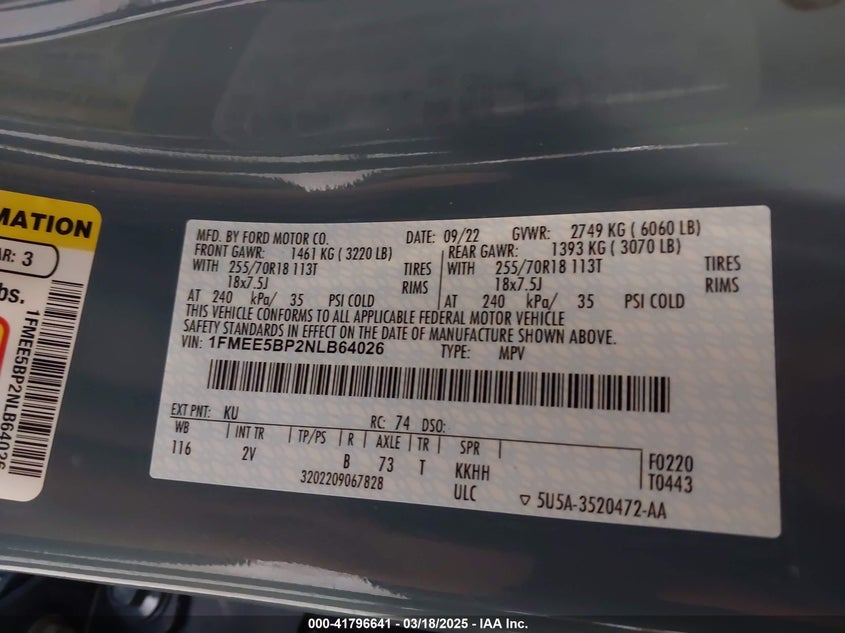 MATION
AR: 3
bs.
1FMEE5BP2NLB64026
MFD. BY FORD MOTOR CO. DATE: 09/22 GVWR: 2749 KG ( 6060 LB)
FRONT GAWR: 1461 KG ( 3220 LB) REAR GAWR: 1393 KG ( 3070 LB)
WITH 255/70R18 113T TIRES WITH 255/70R18 113T TIRES
18x7.5J RIMS 18x7.5J RIMS
AT 240 kPa/ 35 PSI COLD AT 240 kPa/ 35 PSI COLD
THIS VEHICLE CONFORMS TO ALL APPLICABLE FEDERAL MOTOR VEHICLE
SAFETY STANDARDS IN EFFECT ON THE DATE OF MANUFACTURE SHOWN ABOVE.
VIN: 1FMEE5BP2NLB64026 TYPE: MPV
EXT PNT: KU RC: 74 DSO:
WB INT TR TP/PS R AXLE TR SPR
116 2V B 73 T KKHH F0220
3202209067828 ULC T0443
▽ 5U5A-3520472-AA
000-41796641 - 03/18/2025 - IAA Inc.